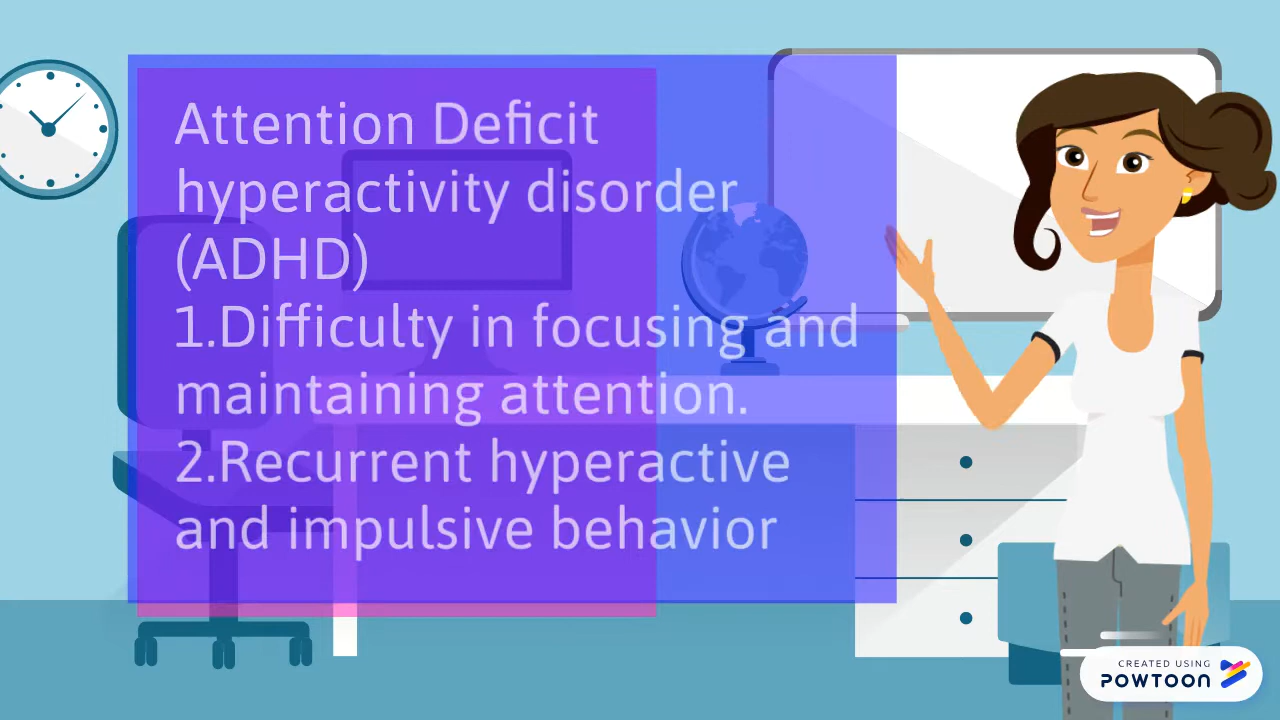 Attention Deficit
hyperactivity disorder
(ADHD)
1.Difficulty in focusing and
maintaining attention.
2.Recurrent hyperactive
and impulsive behavior
CREATED USING
POWTOON